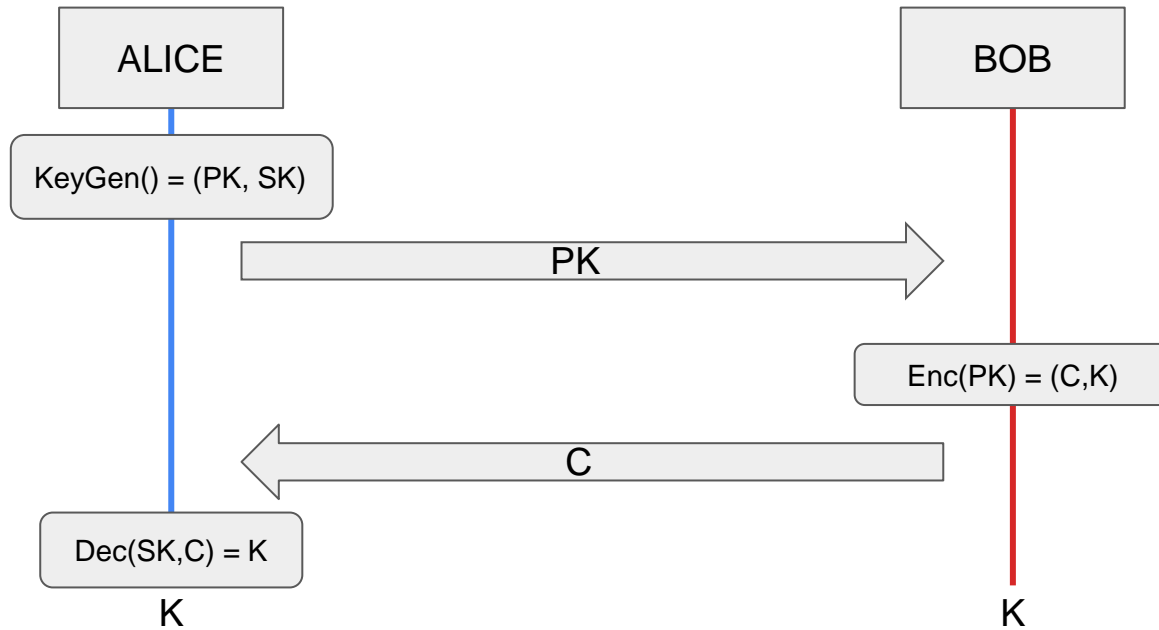 ALICE
BOB
KeyGen() = (PK, SK)
PK
Enc(PK) = (C,K)
C
Dec(SK,C) = K
K
K